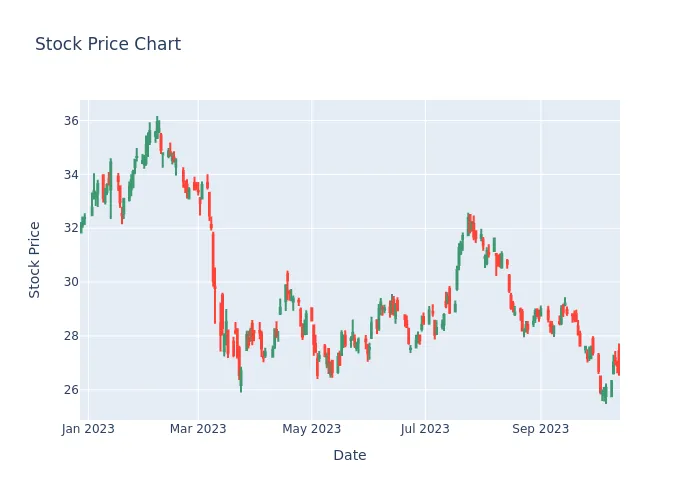 Stock Price Chart
36
34
32
30
28
26
Stock Price
Jan 2023
Mar 2023
May 2023
Jul 2023
Sep 2023
Date